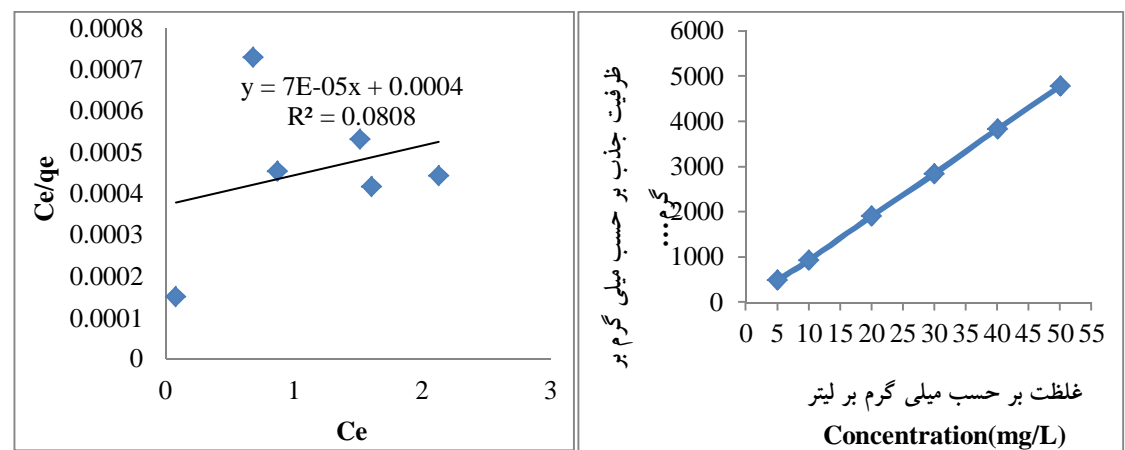 0.0008
0.0007
0.0006
0.0005
0.0004
0.0003
0.0002
0.0001
0
Ce/qe
y = 7E-05x + 0.0004
R² = 0.0808
0 1 2 3
Ce
6000
5000
4000
3000
2000
1000
0
ظرفیت جذب بر حسب میلی گرم بر
گرم...
0 5 10 15 20 25 30 35 40 45 50 55
غلظت بر حسب میلی گرم بر لیتر
Concentration(mg/L)